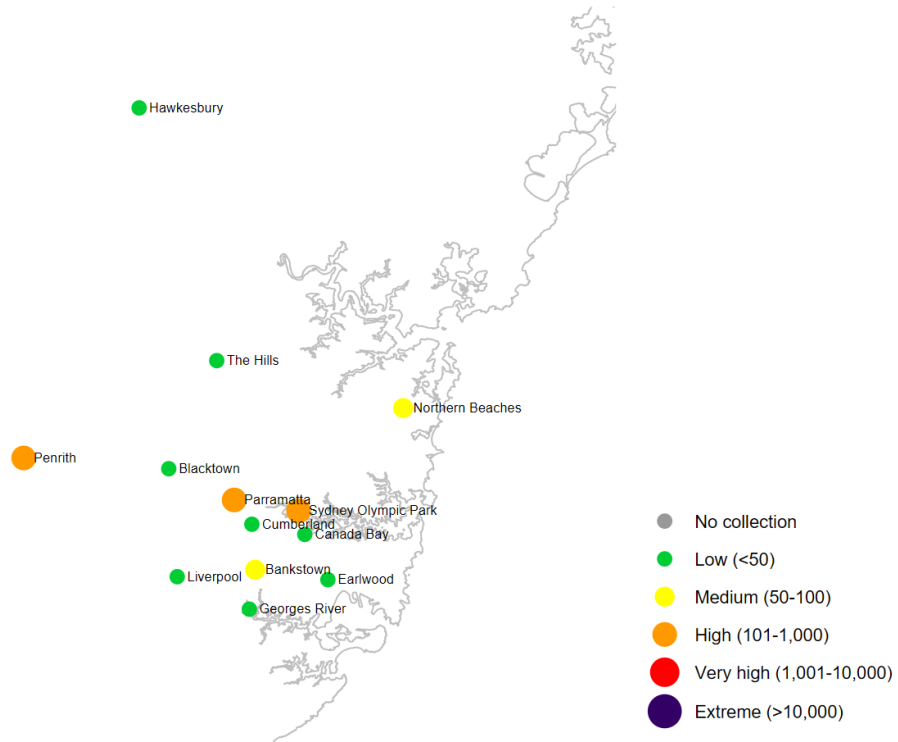 Hawkesbury
The Hills
Northern Beaches
Penrith
Blacktown
Parramatta
Sydney Olympic Park
Cumberland
Canada Bay
Bankstown
Liverpool
Earlwood
Georges River
No collection
Low (<50)
Medium (50-100)
High (101-1,000)
Very high (1,001-10,000)
Extreme (>10,000)